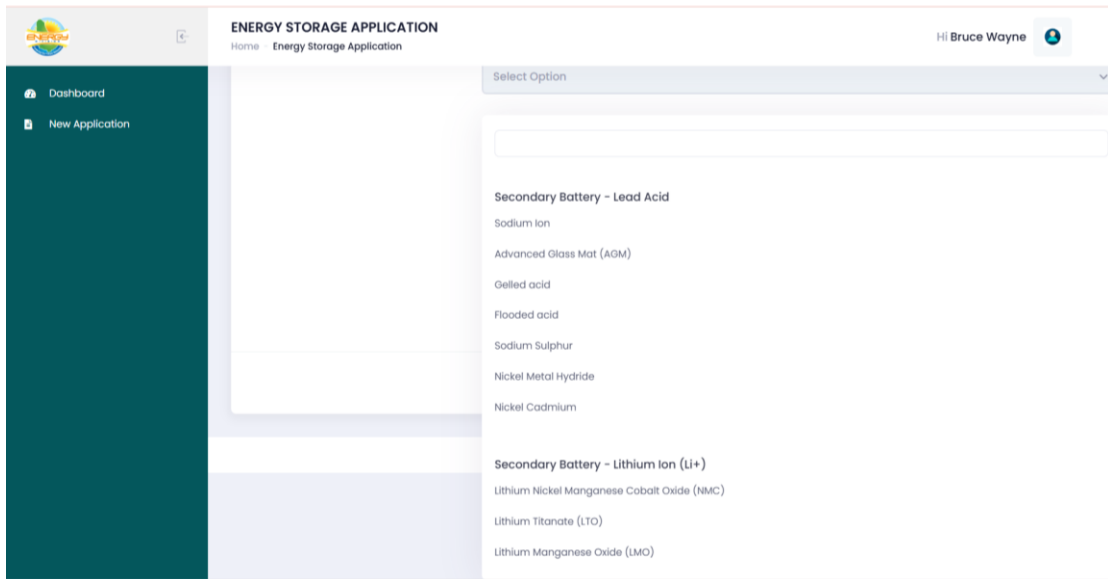 ENERGY
ENERGY STORAGE APPLICATION
Home - Energy Storage Application
Hi Bruce Wayne
Dashboard
New Application
Select Option
Secondary Battery - Lead Acid
Sodium Ion
Advanced Glass Mat (AGM)
Gelled acid
Flooded acid
Sodium Sulphur
Nickel Metal Hydride
Nickel Cadmium
Secondary Battery - Lithium Ion (Li+)
Lithium Nickel Manganese Cobalt Oxide (NMC)
Lithium Titanate (LTO)
Lithium Manganese Oxide (LMO)